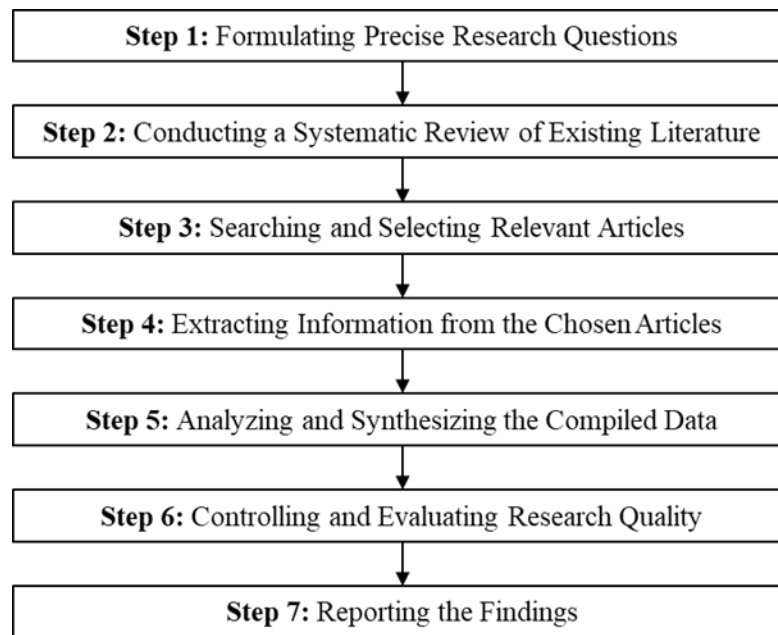 Step 1: Formulating Precise Research Questions
Step 2: Conducting a Systematic Review of Existing Literature
Step 3: Searching and Selecting Relevant Articles
Step 4: Extracting Information from the Chosen Articles
Step 5: Analyzing and Synthesizing the Compiled Data
Step 6: Controlling and Evaluating Research Quality
Step 7: Reporting the Findings